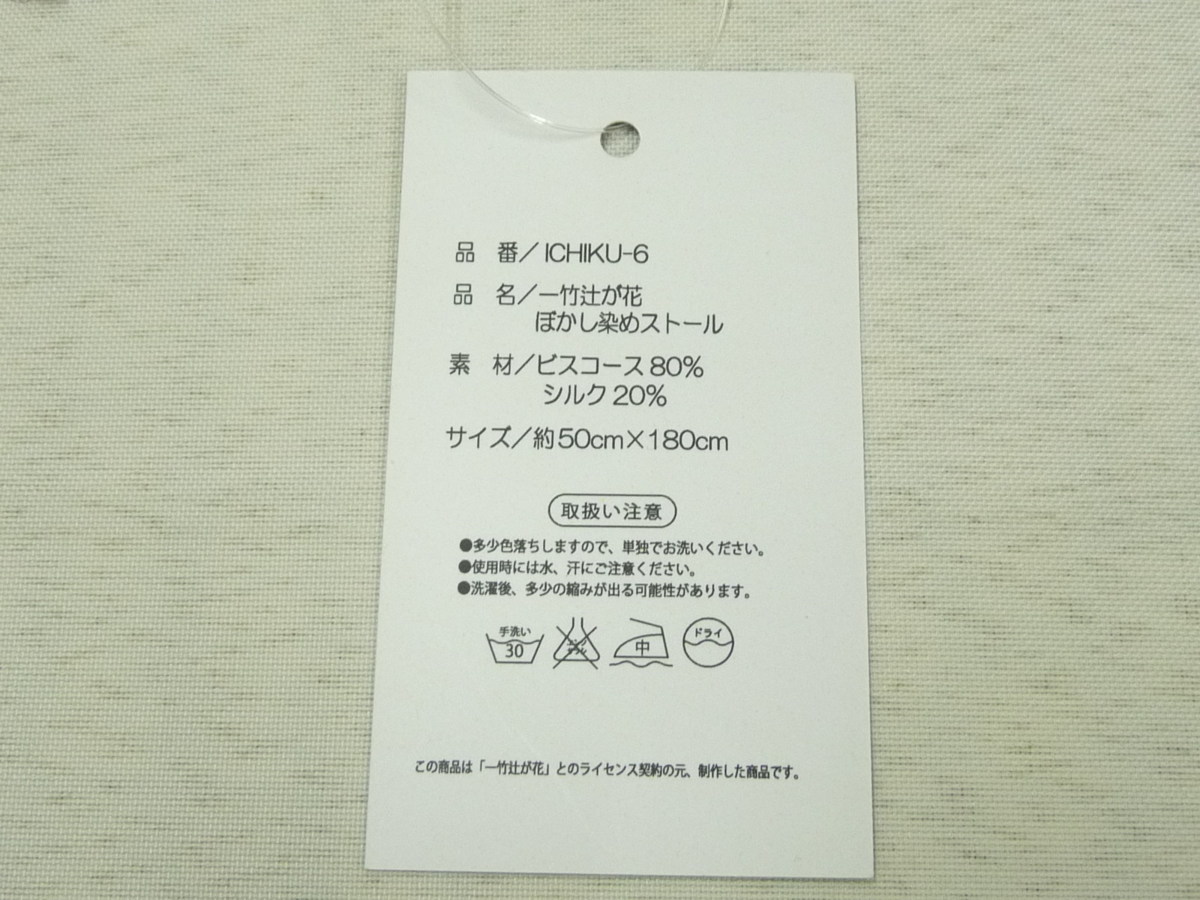 品 番/ICHIKU-6
品 名/一竹辻が花
ぼかし染めストール
素 材/ビスコース80%
シルク20%
サイズ/約50cm×180cm
取扱い注意
●多少色落ちしますので、単独でお洗いください。
●使用時には水、汗にご注意ください。
●洗濯後、多少の縮みが出る可能性があります。
手洗い 30 中 ドライ
この商品は「一竹辻が花」とのライセンス契約の元、制作した商品です。